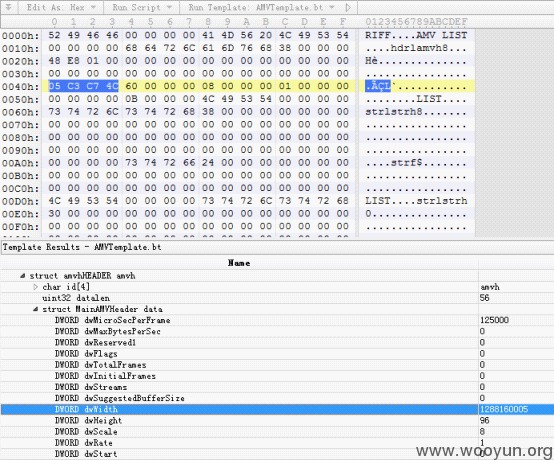 Edit As: Hex Run Script Run Template: AMVTemplate.bt
0 1 2 3 4 5 6 7 8 9 A B C D E F 0123456789ABCDEF
0000h: 52 49 46 46 00 00 00 00 41 4D 56 20 4C 49 53 54 RIFF....AMV LIST
0010h: 00 00 00 00 68 64 72 6C 61 6D 76 68 38 00 00 00 ....hdrlamvh8...
0020h: 48 E8 01 00 00 00 00 00 00 00 00 00 00 00 00 00 Hè..............
0030h: 00 00 00 00 00 00 00 00 00 00 00 00 00 00 00 00 ................
0040h: 05 C3 C7 4C 60 00 00 00 08 00 00 00 01 00 00 00 .ÃÇL`...........
0050h: 00 00 00 00 0B 00 00 00 4C 49 53 54 00 00 00 00 ........LIST....
0060h: 73 74 72 6C 73 74 72 68 38 00 00 00 00 00 00 00 strlstrh8.......
0070h: 00 00 00 00 00 00 00 00 00 00 00 00 00 00 00 00 ................
0080h: 00 00 00 00 00 00 00 00 00 00 00 00 00 00 00 00 ................
0090h: 00 00 00 00 00 00 00 00 00 00 00 00 00 00 00 00 ................
00A0h: 00 00 00 00 73 74 72 66 24 00 00 00 00 00 00 00 ....strf$.......
00B0h: 00 00 00 00 00 00 00 00 00 00 00 00 00 00 00 00 ................
00C0h: 00 00 00 00 00 00 00 00 00 00 00 00 00 00 00 00 ................
00D0h: 4C 49 53 54 00 00 00 00 73 74 72 6C 73 74 72 68 LIST....strlstrh
00E0h: 30 00 00 00 00 00 00 00 00 00 00 00 00 00 00 00 0...............
00F0h: 00 00 00 00 00 00 00 00 00 00 00 00 00 00 00 00 ................
Template Results - AMVTemplate.bt
Name
struct amvhHEADER amvh
char id[4] amvh
uint32 datalen 56
struct MainAMVHeader data
DWORD dwMicroSecPerFrame 125000
DWORD dwMaxBytesPerSec 0
DWORD dwReserved1 0
DWORD dwFlags 0
DWORD dwTotalFrames 0
DWORD dwInitialFrames 0
DWORD dwStreams 0
DWORD dwSuggestedBufferSize 0
DWORD dwWidth 1288160005
DWORD dwHeight 96
DWORD dwScale 8
DWORD dwRate 1
DWORD dwStart 0
www.wooyun.org